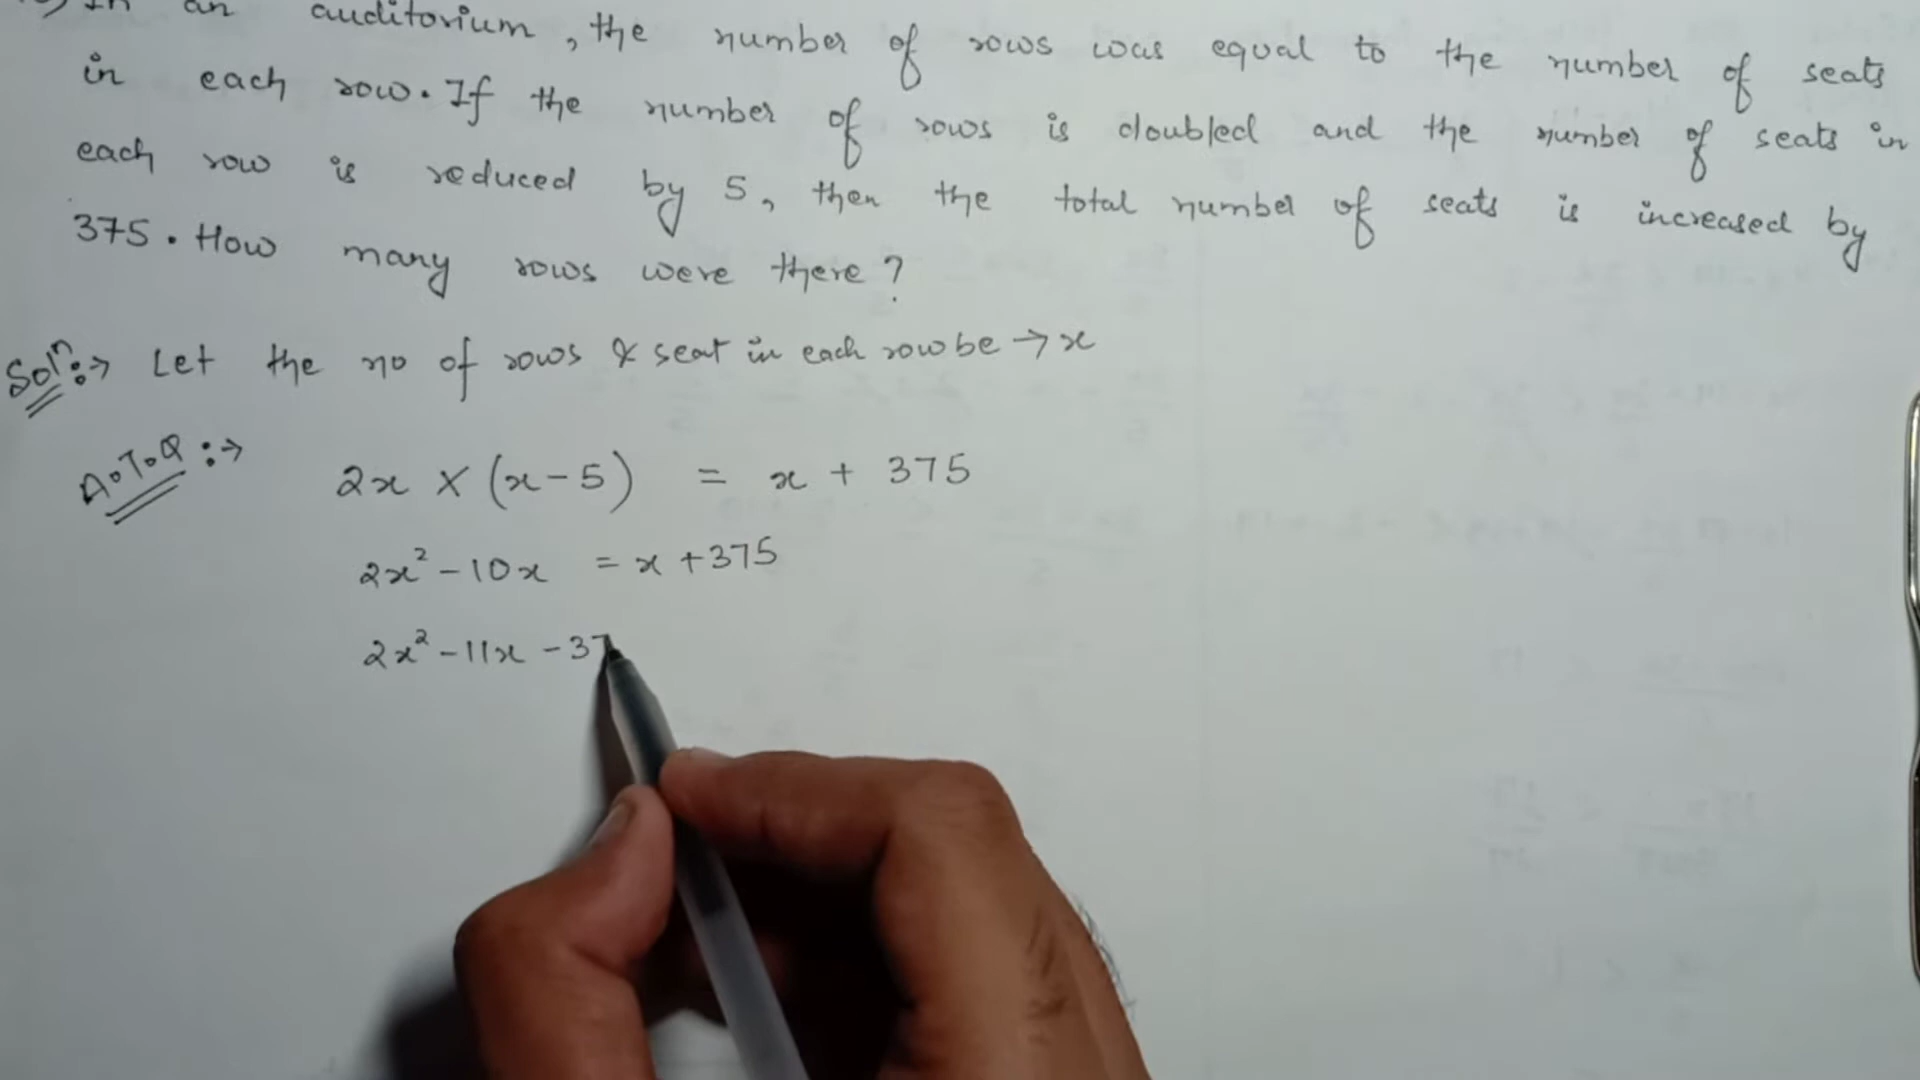 In an auditorium, the number of rows was equal to the number of seats
in each row. If the number of rows is doubled and the number of seats in
each row is reduced by 5, then the total number of seats is increased by
375. How many rows were there?
Soln:→ Let the no of rows & seat in each row be → x
A.T.Q :→ 2x × (x-5) = x + 375
2x² - 10x = x + 375
2x² - 11x - 37